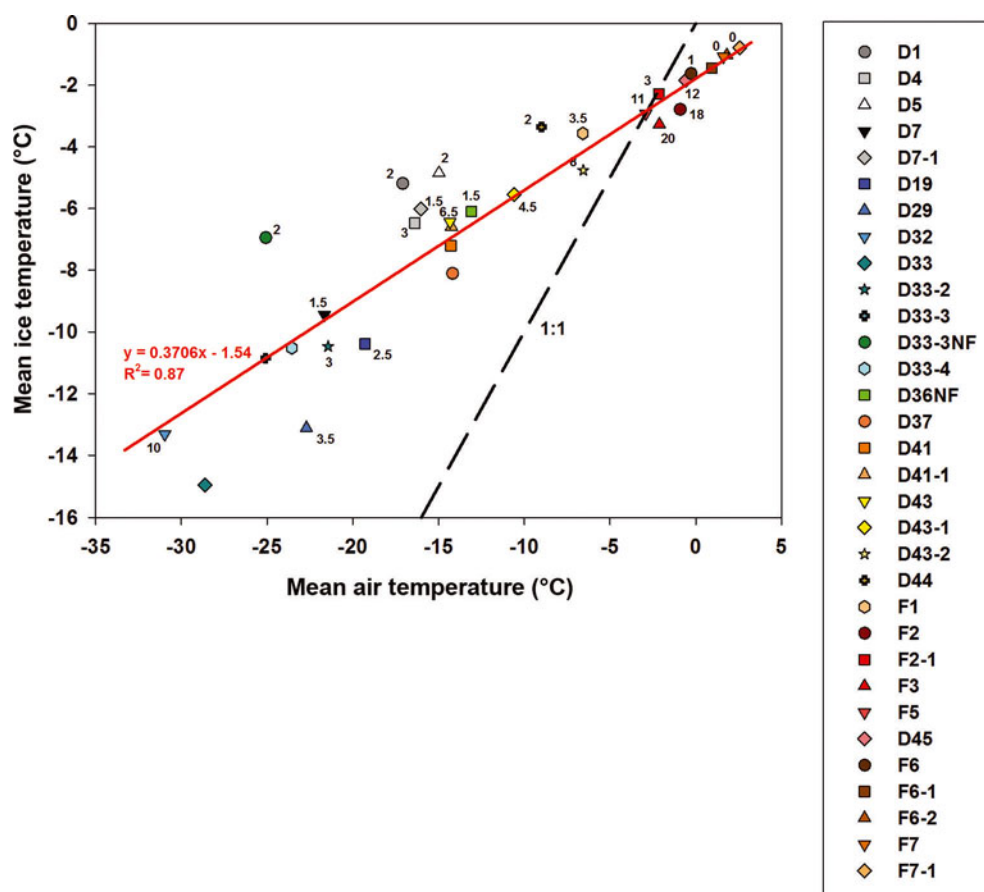 0
-2
-4
-6
-8
-10
-12
-14
-16
Mean ice temperature (°C)
-35 -30 -25 -20 -15 -10 -5 0 5
Mean air temperature (°C)
0
0
1
3
11
12
18
20
3.5
2
8
2
2
1.5
1.5
6.5
3
4.5
2
1.5
2.5
3
3.5
10
1:1
y = 0.3706x - 1.54
R²= 0.87
D1
D4
D5
D7
D7-1
D19
D29
D32
D33
D33-2
D33-3
D33-3NF
D33-4
D36NF
D37
D41
D41-1
D43
D43-1
D43-2
D44
F1
F2
F2-1
F3
F5
D45
F6
F6-1
F6-2
F7
F7-1